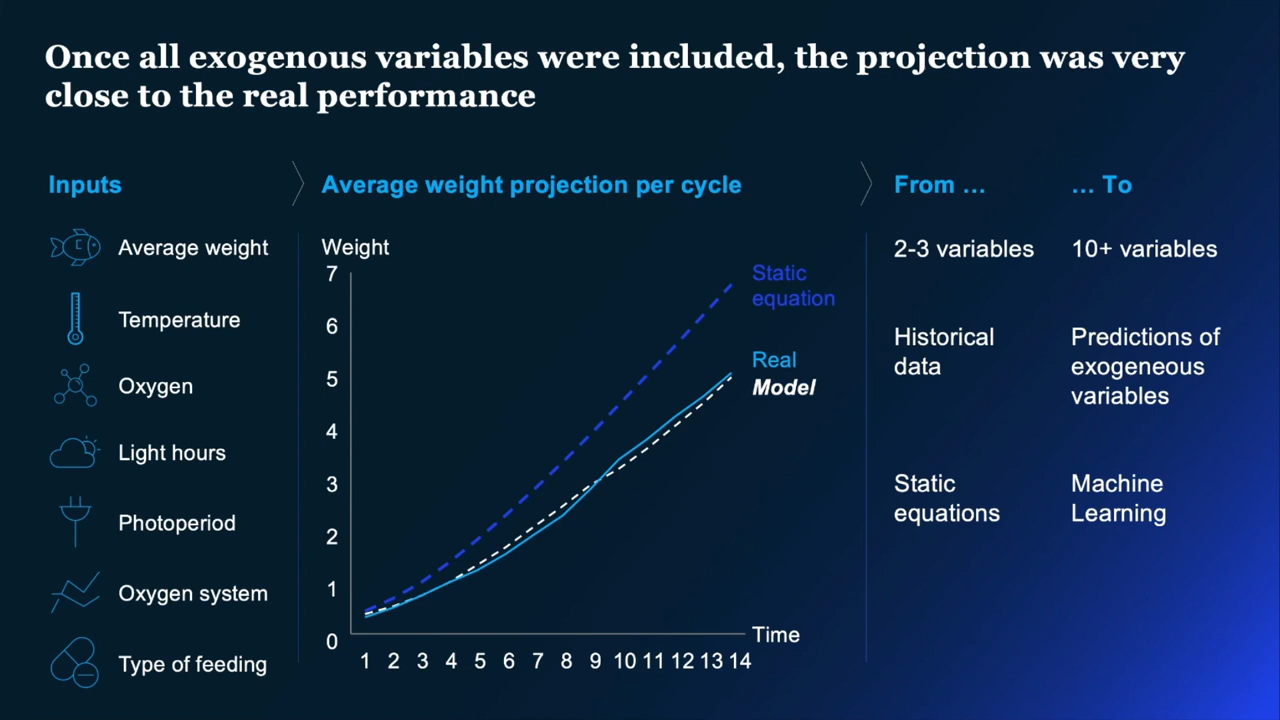 Once all exogenous variables were included, the projection was very
close to the real performance
Inputs
Average weight
Temperature
Oxygen
Light hours
Photoperiod
Oxygen system
Type of feeding
Average weight projection per cycle
Weight
7
6
5
4
3
2
1
0
Static
equation
Real
Model
Time
1 2 3 4 5 6 7 8 9 10 11 12 13 14
From …
… To
2-3 variables
10+ variables
Historical
data
Predictions of
exogeneous
variables
Static
equations
Machine
Learning